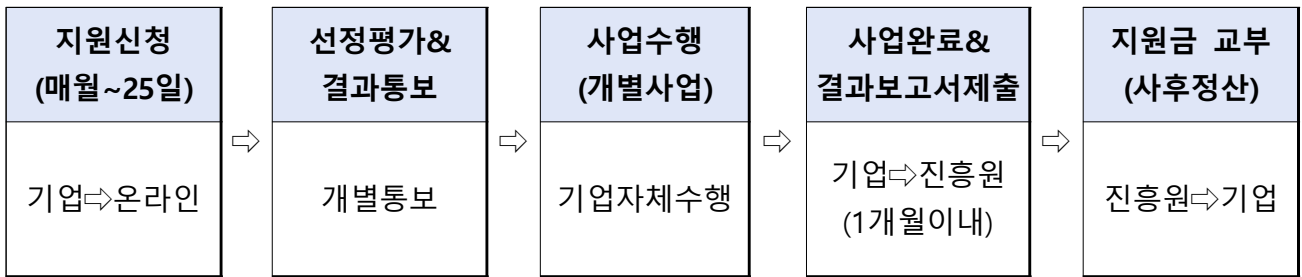 지원신청
(매월~25일)
기업⇨온라인
⇨
선정평가&
결과통보
개별통보
⇨
사업수행
(개별사업)
기업자체수행
⇨
사업완료&
결과보고서제출
기업⇨진흥원
(1개월이내)
⇨
지원금 교부
(사후정산)
진흥원⇨기업